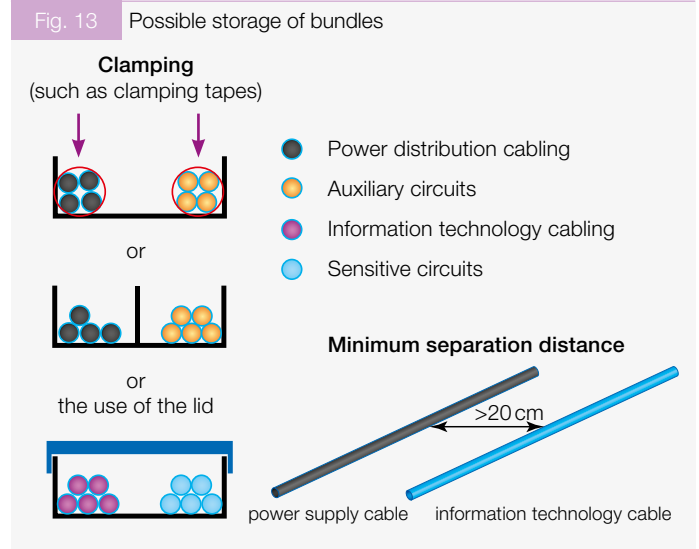 Fig. 13 Possible storage of bundles
Clamping
(such as clamping tapes)
or
or
the use of the lid
Power distribution cabling
Auxiliary circuits
Information technology cabling
Sensitive circuits
Minimum separation distance
>20 cm
power supply cable
information technology cable